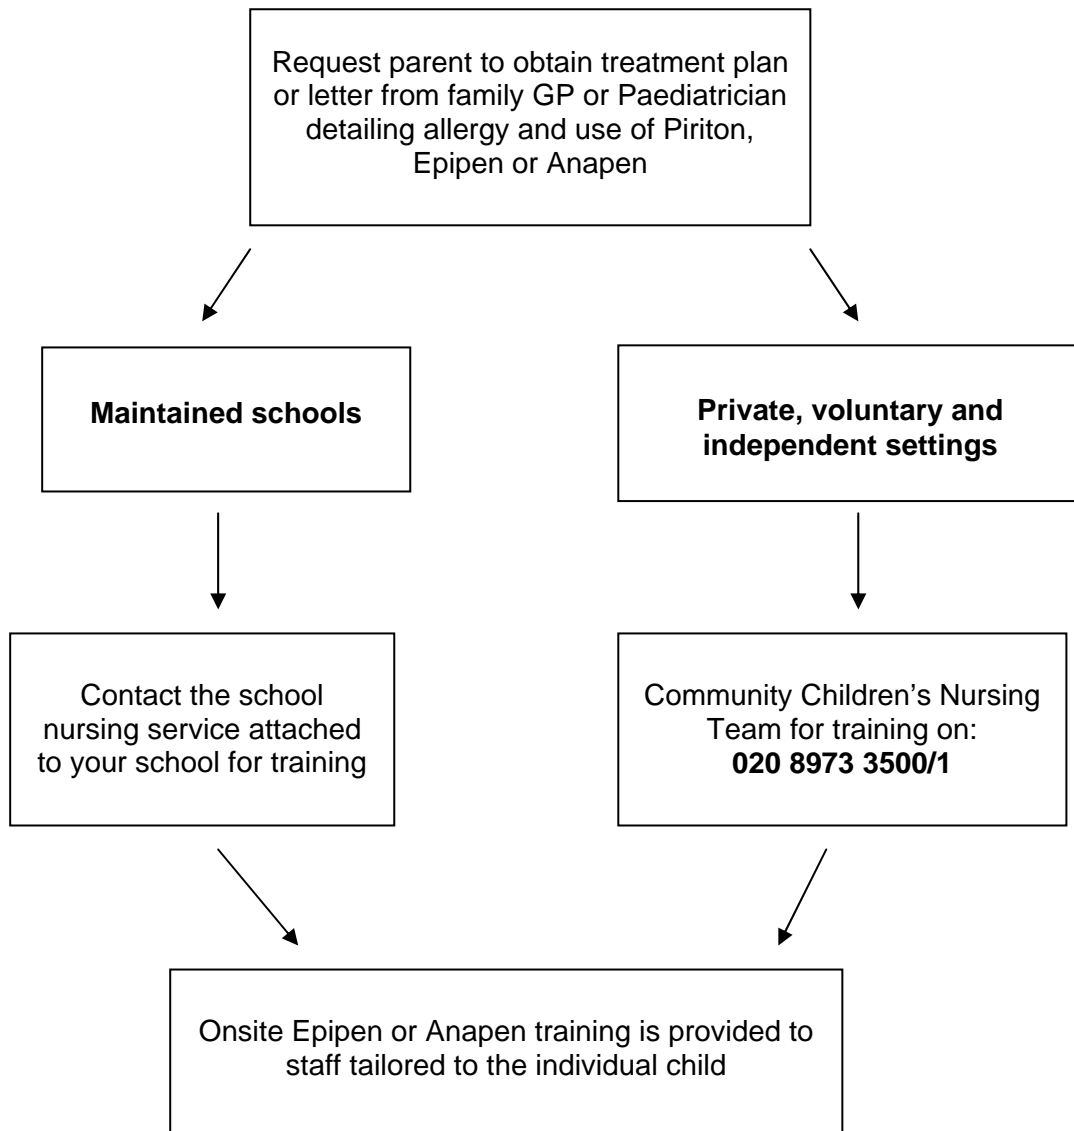 Request parent to obtain treatment plan
or letter from family GP or Paediatrician
detailing allergy and use of Piriton,
Epipen or Anapen
Maintained schools
Private, voluntary and
independent settings
Contact the school
nursing service attached
to your school for training
Community Children’s Nursing
Team for training on:
020 8973 3500/1
Onsite Epipen or Anapen training is provided to
staff tailored to the individual child